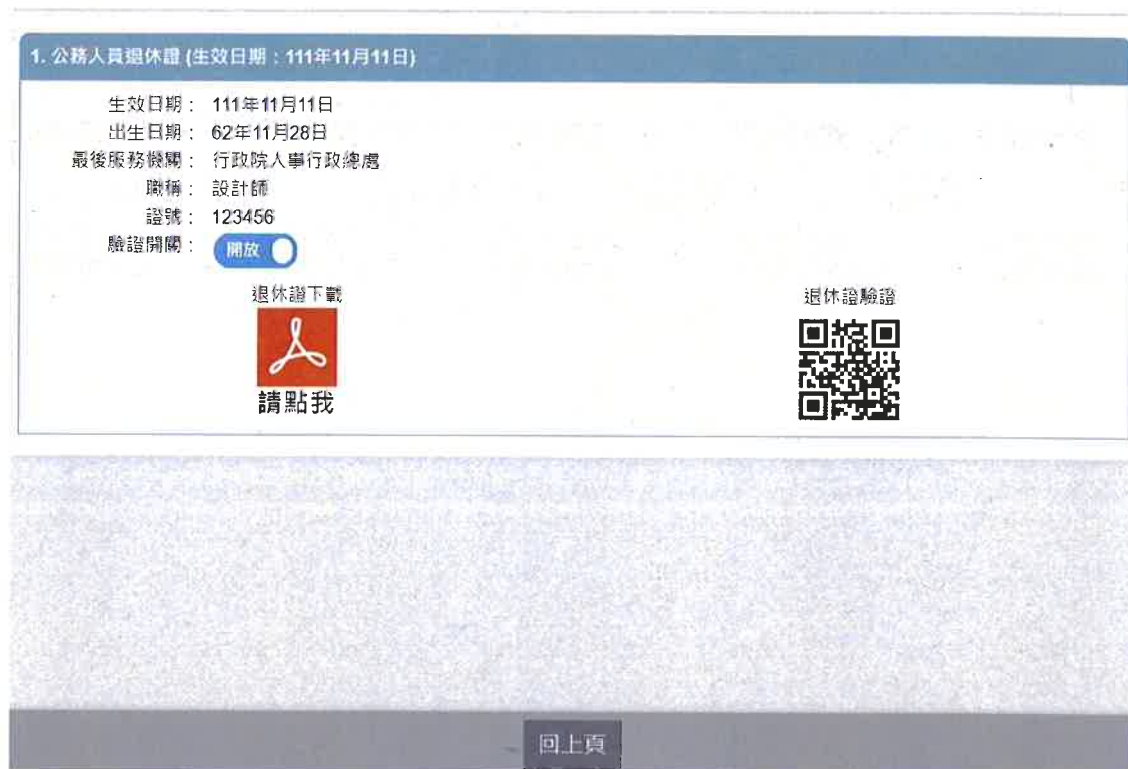 1. 公務人員退休證 (生效日期：111年11月11日)
生效日期： 111年11月11日
出生日期： 62年11月28日
最後服務機關： 行政院人事行政總處
職稱： 設計師
證號： 123456
驗證開關： 開放
退休證下載
請點我
退休證驗證
回上頁